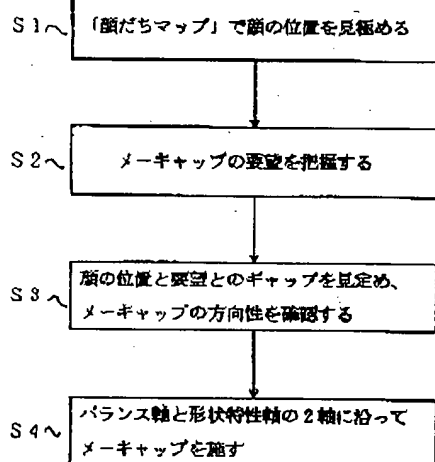 S1 「顔だちマップ」で顔の位置を見極める
S2 メーキャップの要望を把握する
S3 顔の位置と要望とのギャップを見定め、
メーキャップの方向性を確認する
S4 バランス軸と形状特性軸の2軸に沿って
メーキャップを施す